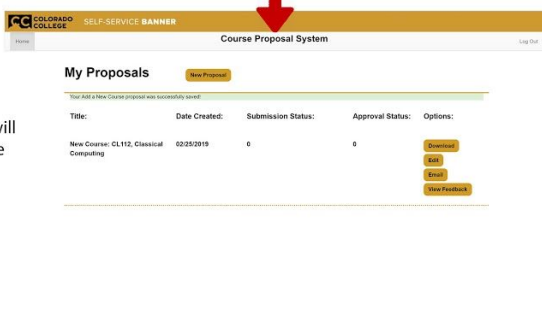 COLORADO COLLEGE SELF-SERVICE BANNER
Home Course Proposal System Log Out
My Proposals New Proposal
Your Add a New Course proposal was successfully saved!
Title: Date Created: Submission Status: Approval Status: Options:
New Course: CL112, Classical Computing 02/25/2019 0 0 Download
Edit
Email
View Feedback
vill
e